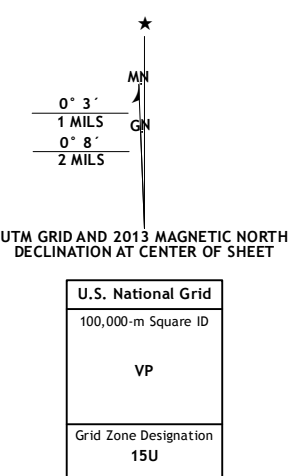 MN
0° 3´
1 MILS
GN
0° 8´
2 MILS
UTM GRID AND 2013 MAGNETIC NORTH
DECLINATION AT CENTER OF SHEET
U.S. National Grid
100,000-m Square ID
VP
Grid Zone Designation
15U